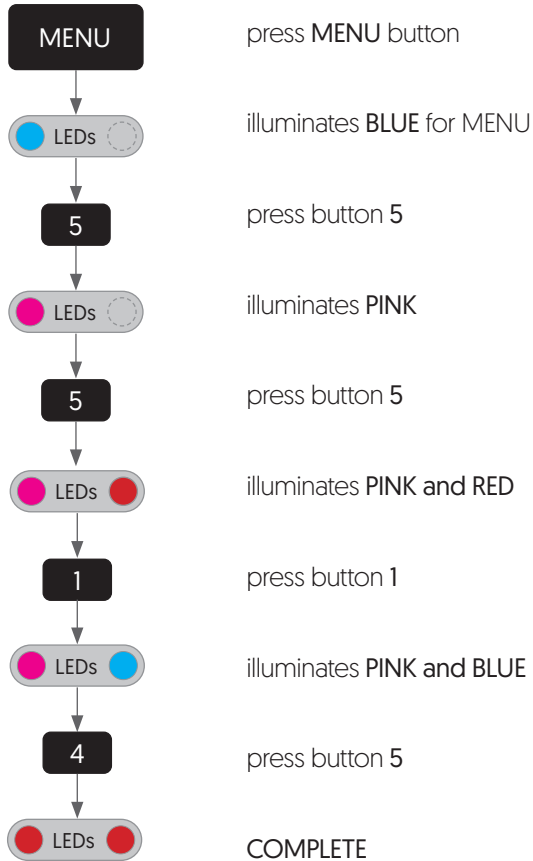 MENU press MENU button
LEDs illuminates BLUE for MENU
5 press button 5
LEDs illuminates PINK
5 press button 5
LEDs illuminates PINK and RED
1 press button 1
LEDs illuminates PINK and BLUE
4 press button 5
LEDs COMPLETE